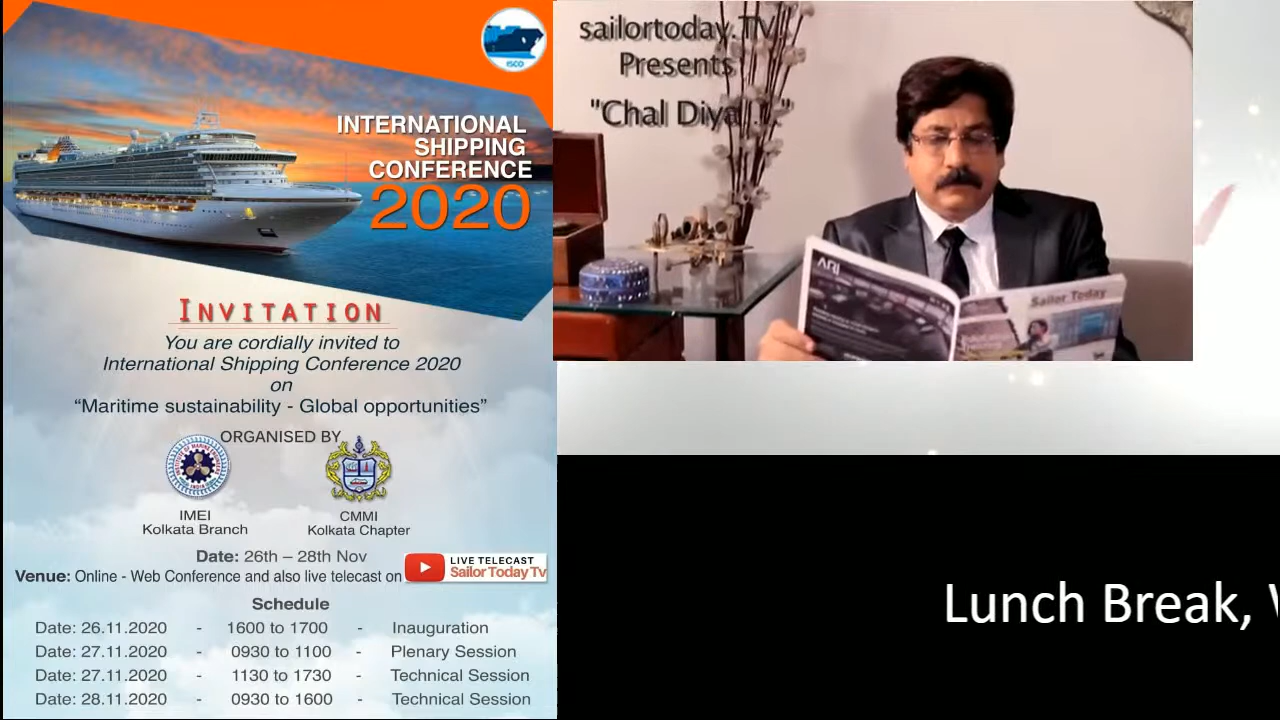 ISCO
INTERNATIONAL
SHIPPING
CONFERENCE
2020
INVITATION
You are cordially invited to
International Shipping Conference 2020
on
“Maritime sustainability - Global opportunities”
ORGANISED BY
IMEI
Kolkata Branch
CMMI
Kolkata Chapter
Date: 26th – 28th Nov
Venue: Online - Web Conference and also live telecast on
LIVE TELECAST
Sailor Today Tv
Schedule
Date: 26.11.2020 - 1600 to 1700 - Inauguration
Date: 27.11.2020 - 0930 to 1100 - Plenary Session
Date: 27.11.2020 - 1130 to 1730 - Technical Session
Date: 28.11.2020 - 0930 to 1600 - Technical Session
sailortoday.TV
Presents
"Chal Diya
ARI
Sailor Today
Lunch Break,